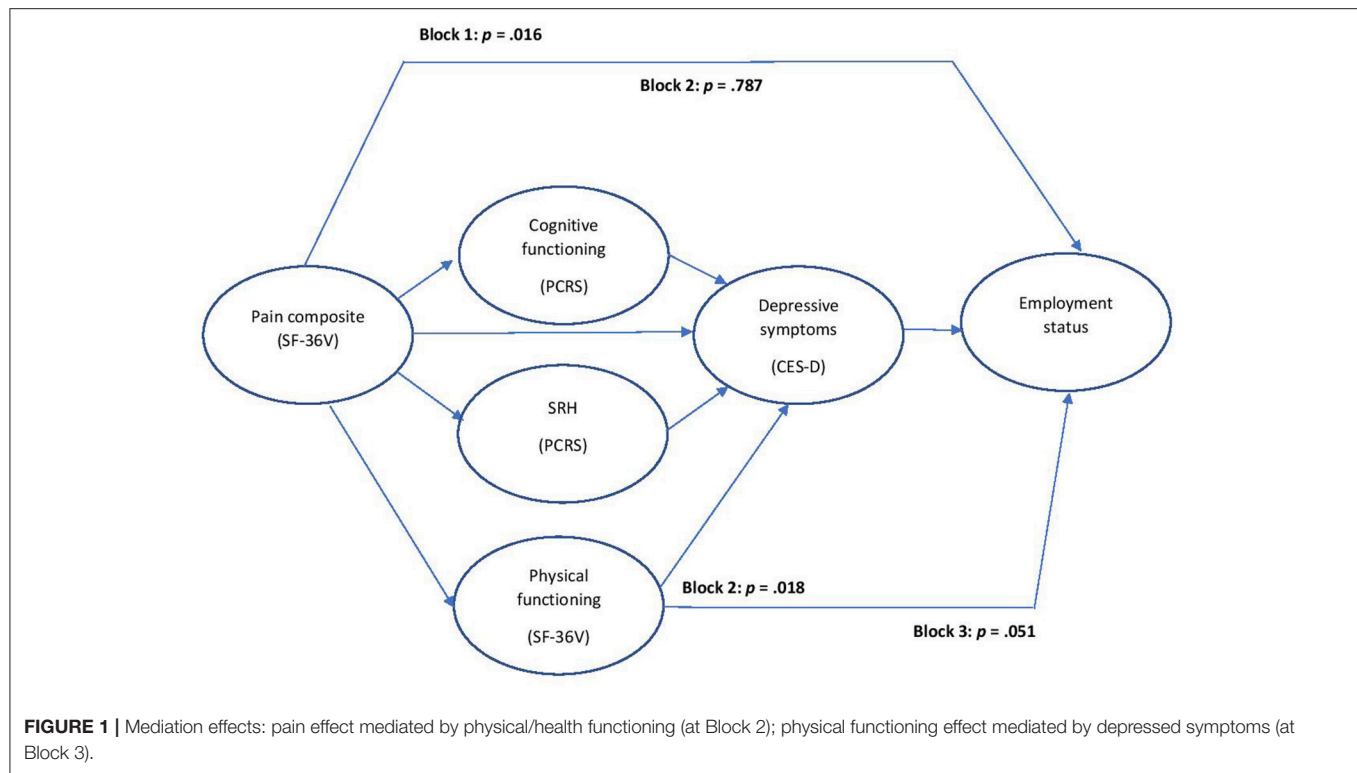 Block 1: p = .016
Block 2: p = .787
Cognitive
functioning
(PCRS)
Pain composite
(SF-36V)
Depressive
symptoms
(CES-D)
Employment
status
SRH
(PCRS)
Physical
functioning
(SF-36V)
Block 2: p = .018
Block 3: p = .051
FIGURE 1 | Mediation effects: pain effect mediated by physical/health functioning (at Block 2); physical functioning effect mediated by depressed symptoms (at
Block 3).